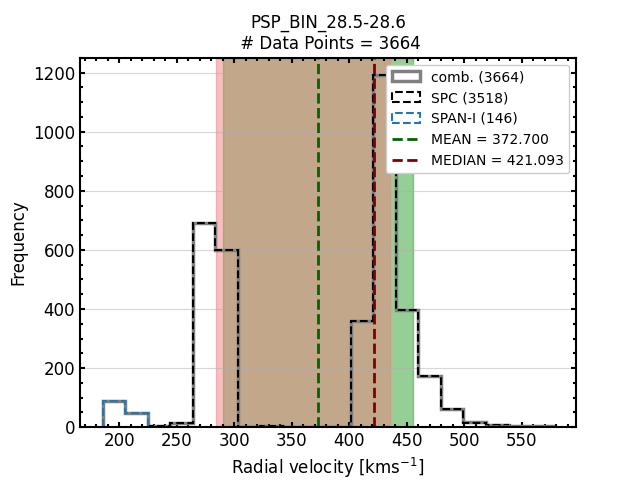 PSP_BIN_28.5-28.6
# Data Points = 3664
1200
1000
800
600
400
200
0
Frequency
comb. (3664)
SPC (3518)
SPAN-I (146)
MEAN = 372.700
MEDIAN = 421.093
200 250 300 350 400 450 500 550
Radial velocity [kms⁻¹]